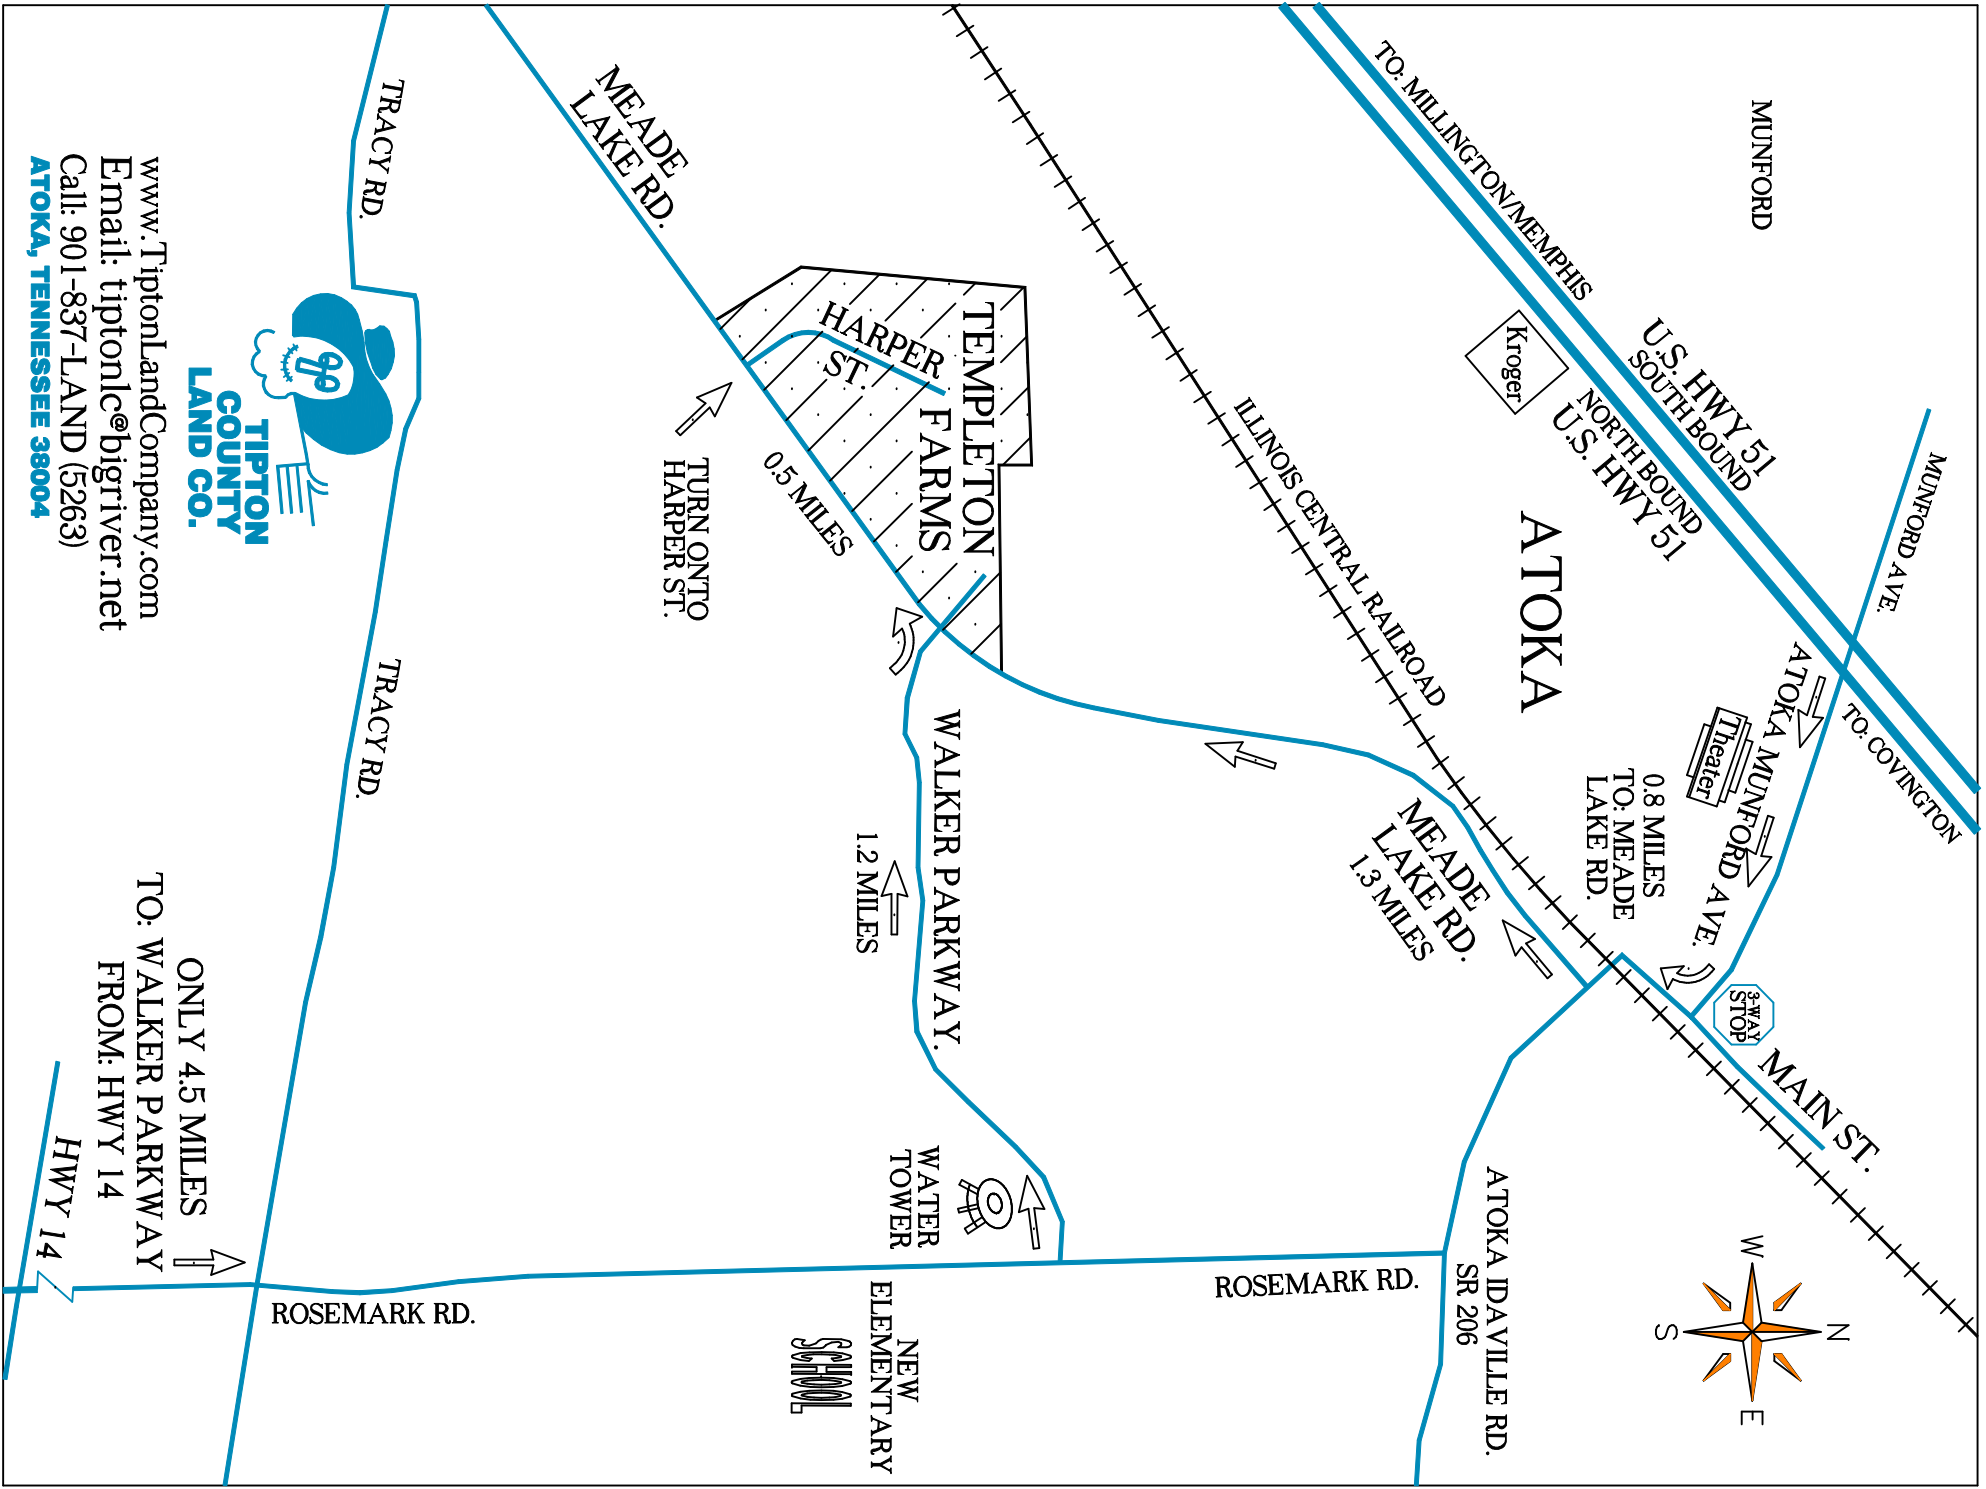 MUNFORD
TO: MILLINGTON/MEMPHIS
U.S. HWY 51
SOUTH BOUND
NORTH BOUND
U.S. HWY 51
Kroger
MUNFORD AVE.
TO: COVINGTON
ATOKA MUNFORD AVE.
Theater
ATOKA
0.8 MILES
TO: MEADE
LAKE RD.
3-WAY
STOP
MAIN ST.
W
N
S
E
ILLINOIS CENTRAL RAILROAD
MEADE
LAKE RD.
1.3 MILES
ATOKA IDAVILLE RD.
SR 206
ROSEMARK RD.
MEADE
LAKE RD.
TEMPLETON
FARMS
HARPER
ST.
0.5 MILES
TURN ONTO
HARPER ST.
WALKER PARKWAY.
1.2 MILES
WATER
TOWER
NEW
ELEMENTARY
SCHOOL
TRACY RD.
TRACY RD.
ROSEMARK RD.
TIPTON
COUNTY
LAND CO.
www.TiptonLandCompany.com
Email: tiptonlc@bigriver.net
Call: 901-837-LAND (5263)
ATOKA, TENNESSEE 38004
ONLY 4.5 MILES
TO: WALKER PARKWAY
FROM: HWY 14
HWY 14